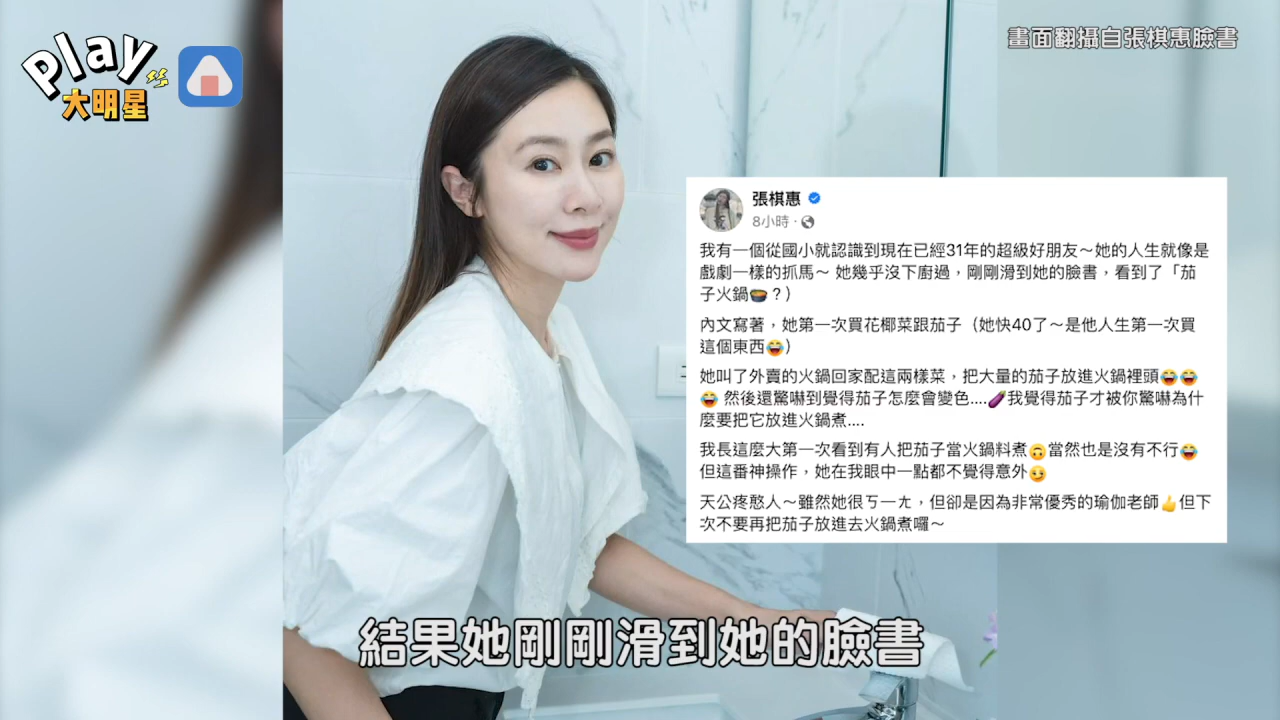 Play
大明星
畫面翻攝自張棋惠臉書
張棋惠
8小時
我有一個從國小就認識到現在已經31年的超級好朋友～她的人生就像是
戲劇一樣的抓馬～ 她幾乎沒下廚過，剛剛滑到她的臉書，看到了「茄
子火鍋🍲？）
內文寫著，她第一次買花椰菜跟茄子（她快40了～是他人生第一次買
這個東西😂）
她叫了外賣的火鍋回家配這兩樣菜，把大量的茄子放進火鍋裡頭😂😂
😂 然後還驚嚇到覺得茄子怎麼會變色....🍆我覺得茄子才被你驚嚇為什
麼要把它放進火鍋煮....
我長這麼大第一次看到有人把茄子當火鍋料煮🙃當然也是沒有不行😂
但這番神操作，她在我眼中一點都不覺得意外😏
天公疼憨人～雖然她很ㄎㄧㄤ，但卻是因為非常優秀的瑜伽老師👍但下
次不要再把茄子放進去火鍋煮囉～
結果她剛剛滑到她的臉書